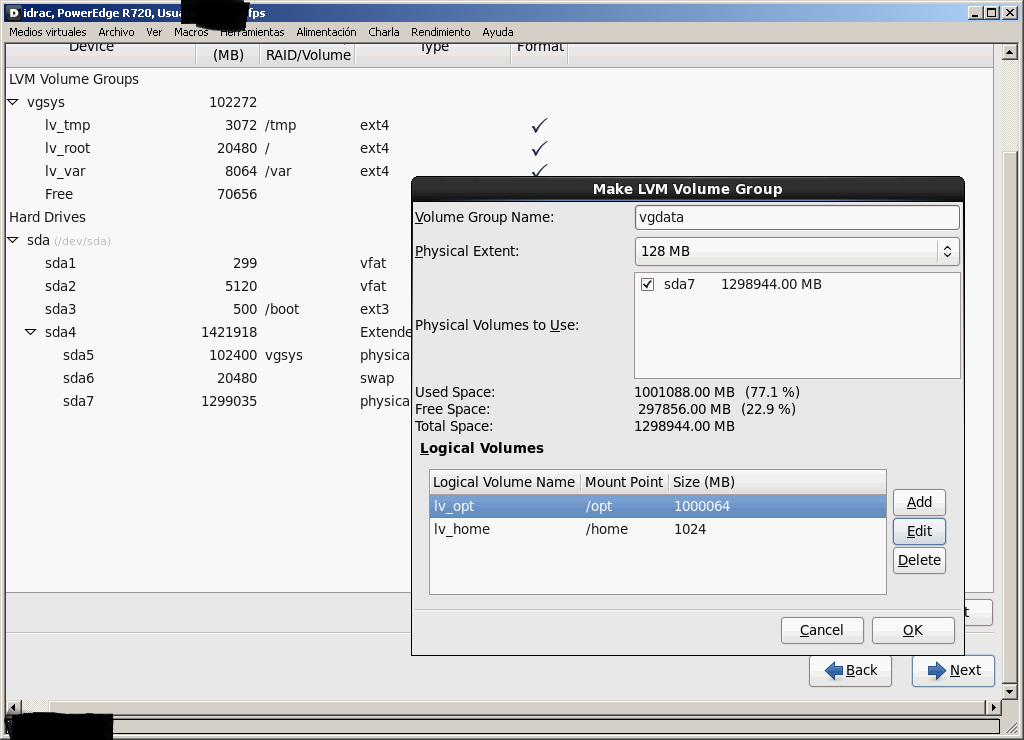 idrac, PowerEdge R720, fps
Medios virtuales Archivo Ver Macros Herramientas Alimentación Charla Rendimiento Ayuda
Device (MB) RAID/Volume Type Format
LVM Volume Groups
vgsys 102272
lv_tmp 3072 /tmp ext4
lv_root 20480 / ext4
lv_var 8064 /var ext4
Free 70656
Hard Drives
sda (/dev/sda)
sda1 299 vfat
sda2 5120 vfat
sda3 500 /boot ext3
sda4 1421918 Extende
sda5 102400 vgsys physica
sda6 20480 swap
sda7 1299035 physica
Make LVM Volume Group
Volume Group Name: vgdata
Physical Extent: 128 MB
sda7 1298944.00 MB
Physical Volumes to Use:
Used Space: 1001088.00 MB (77.1 %)
Free Space: 297856.00 MB (22.9 %)
Total Space: 1298944.00 MB
Logical Volumes
Logical Volume Name Mount Point Size (MB)
lv_opt /opt 1000064
lv_home /home 1024
Add
Edit
Delete
Cancel OK
t
Back Next